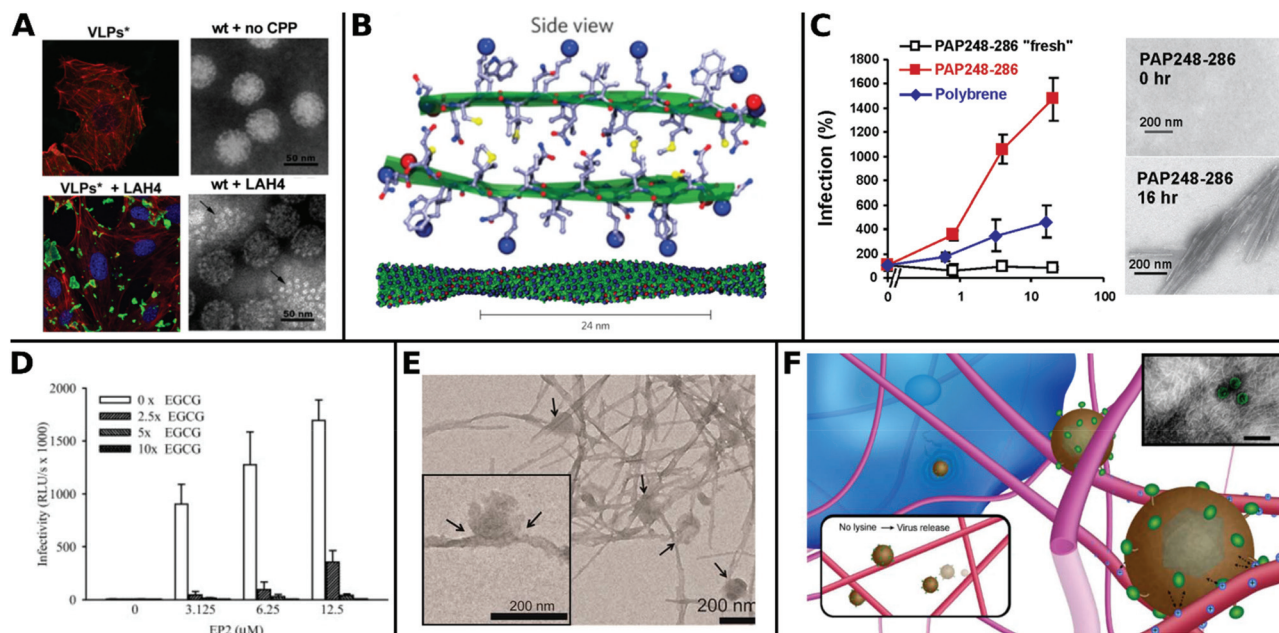 A
VLPs*
wt + no CPP
50 nm
VLPs* + LAH4
wt + LAH4
50 nm
B
Side view
24 nm
C
PAP248-286 "fresh"
PAP248-286
Polybrene
Infection (%)
1800
1600
1400
1200
1000
800
600
400
200
0
0
1
10
100
PAP248-286
0 hr
200 nm
PAP248-286
16 hr
200 nm
D
Infectivity (RLU/s x 1000)
2000
1500
1000
500
0
0 x EGCG
2.5x EGCG
5x EGCG
10x EGCG
0
3.125
6.25
12.5
EP2 (µM)
E
200 nm
200 nm
F
No lysine → Virus release